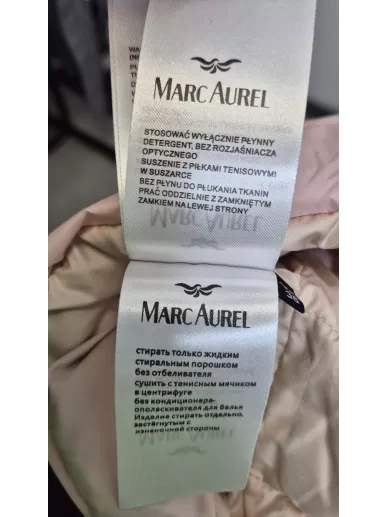 MARC AUREL
STOSOWAĆ WYŁĄCZNIE PŁYNNY
DETERGENT, BEZ ROZJAŚNIACZA
OPTYCZNEGO
SUSZENIE Z PIŁKAMI TENISOWYMI
W SUSZARCE
BEZ PŁYNU DO PŁUKANIA TKANIN
PRAĆ ODDZIELNIE Z ZAMKNIĘTYM
ZAMKIEM NA LEWEJ STRONY
MARC AUREL
стирать только жидким
стиральным порошком
без отбеливателя
сушить с тенисным мячиком
в центрифуге
без кондиционера-
ополаскивателя для белья
Изделие стирать отдельно,
застёгнутым с
изнаночной стороны